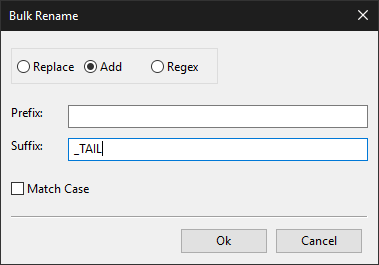 Bulk Rename
Replace Add Regex
Prefix:
Suffix: _TAIL
Match Case
Ok Cancel